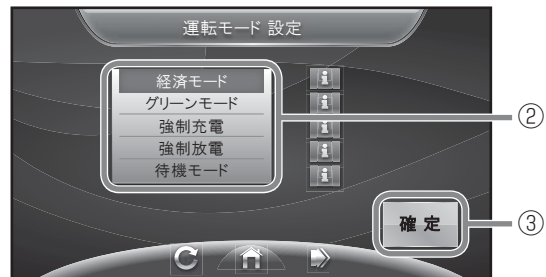 運転モード 設定
経済モード
グリーンモード
強制充電
強制放電
待機モード
i
i
i
i
i
②
確 定
③